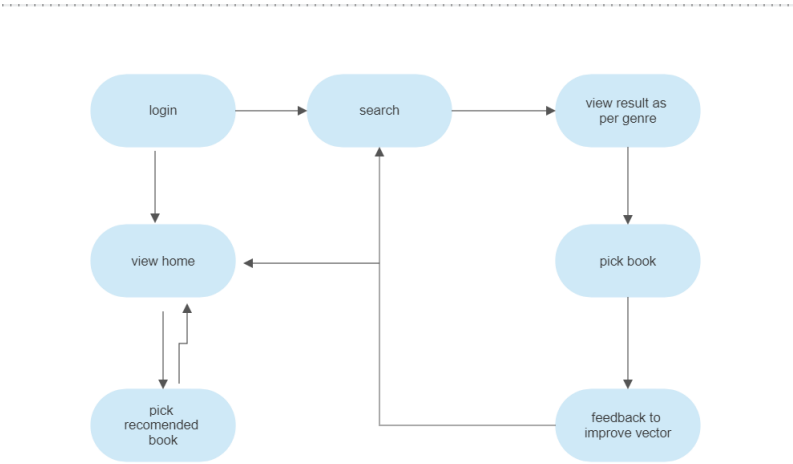 login
search
view result as
per genre
view home
pick book
pick
recomended
book
feedback to
improve vector